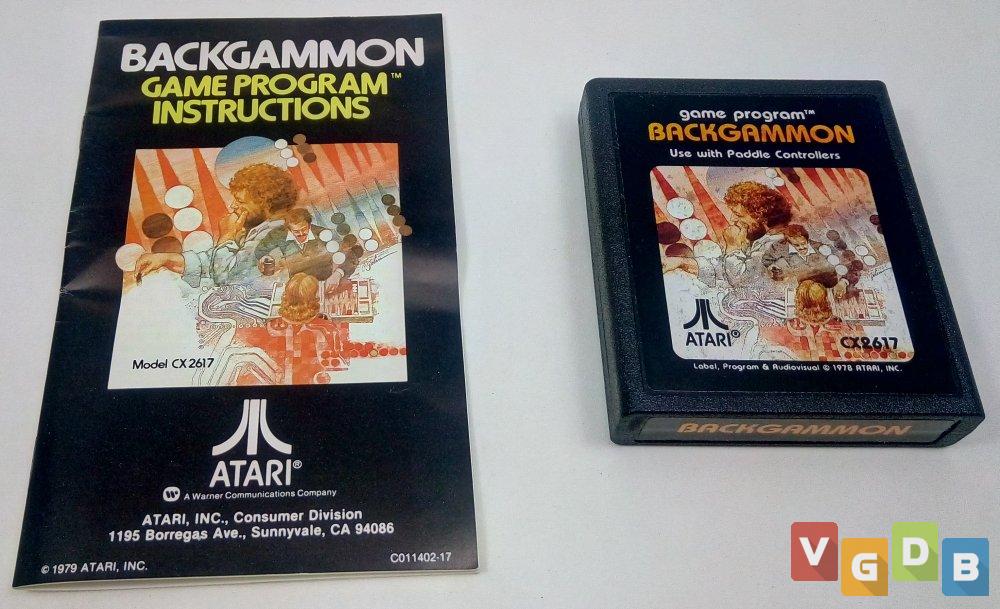 BACKGAMMON
GAME PROGRAM™
INSTRUCTIONS
Model CX2617
ATARI®
W A Warner Communications Company
ATARI, INC., Consumer Division
1195 Borregas Ave., Sunnyvale, CA 94086
© 1979 ATARI, INC.
C011402-17
game program™
BACKGAMMON
Use with Paddle Controllers
ATARI®
CX2617
Label, Program & Audiovisual © 1978 ATARI, INC.
BACKGAMMON
VGDB